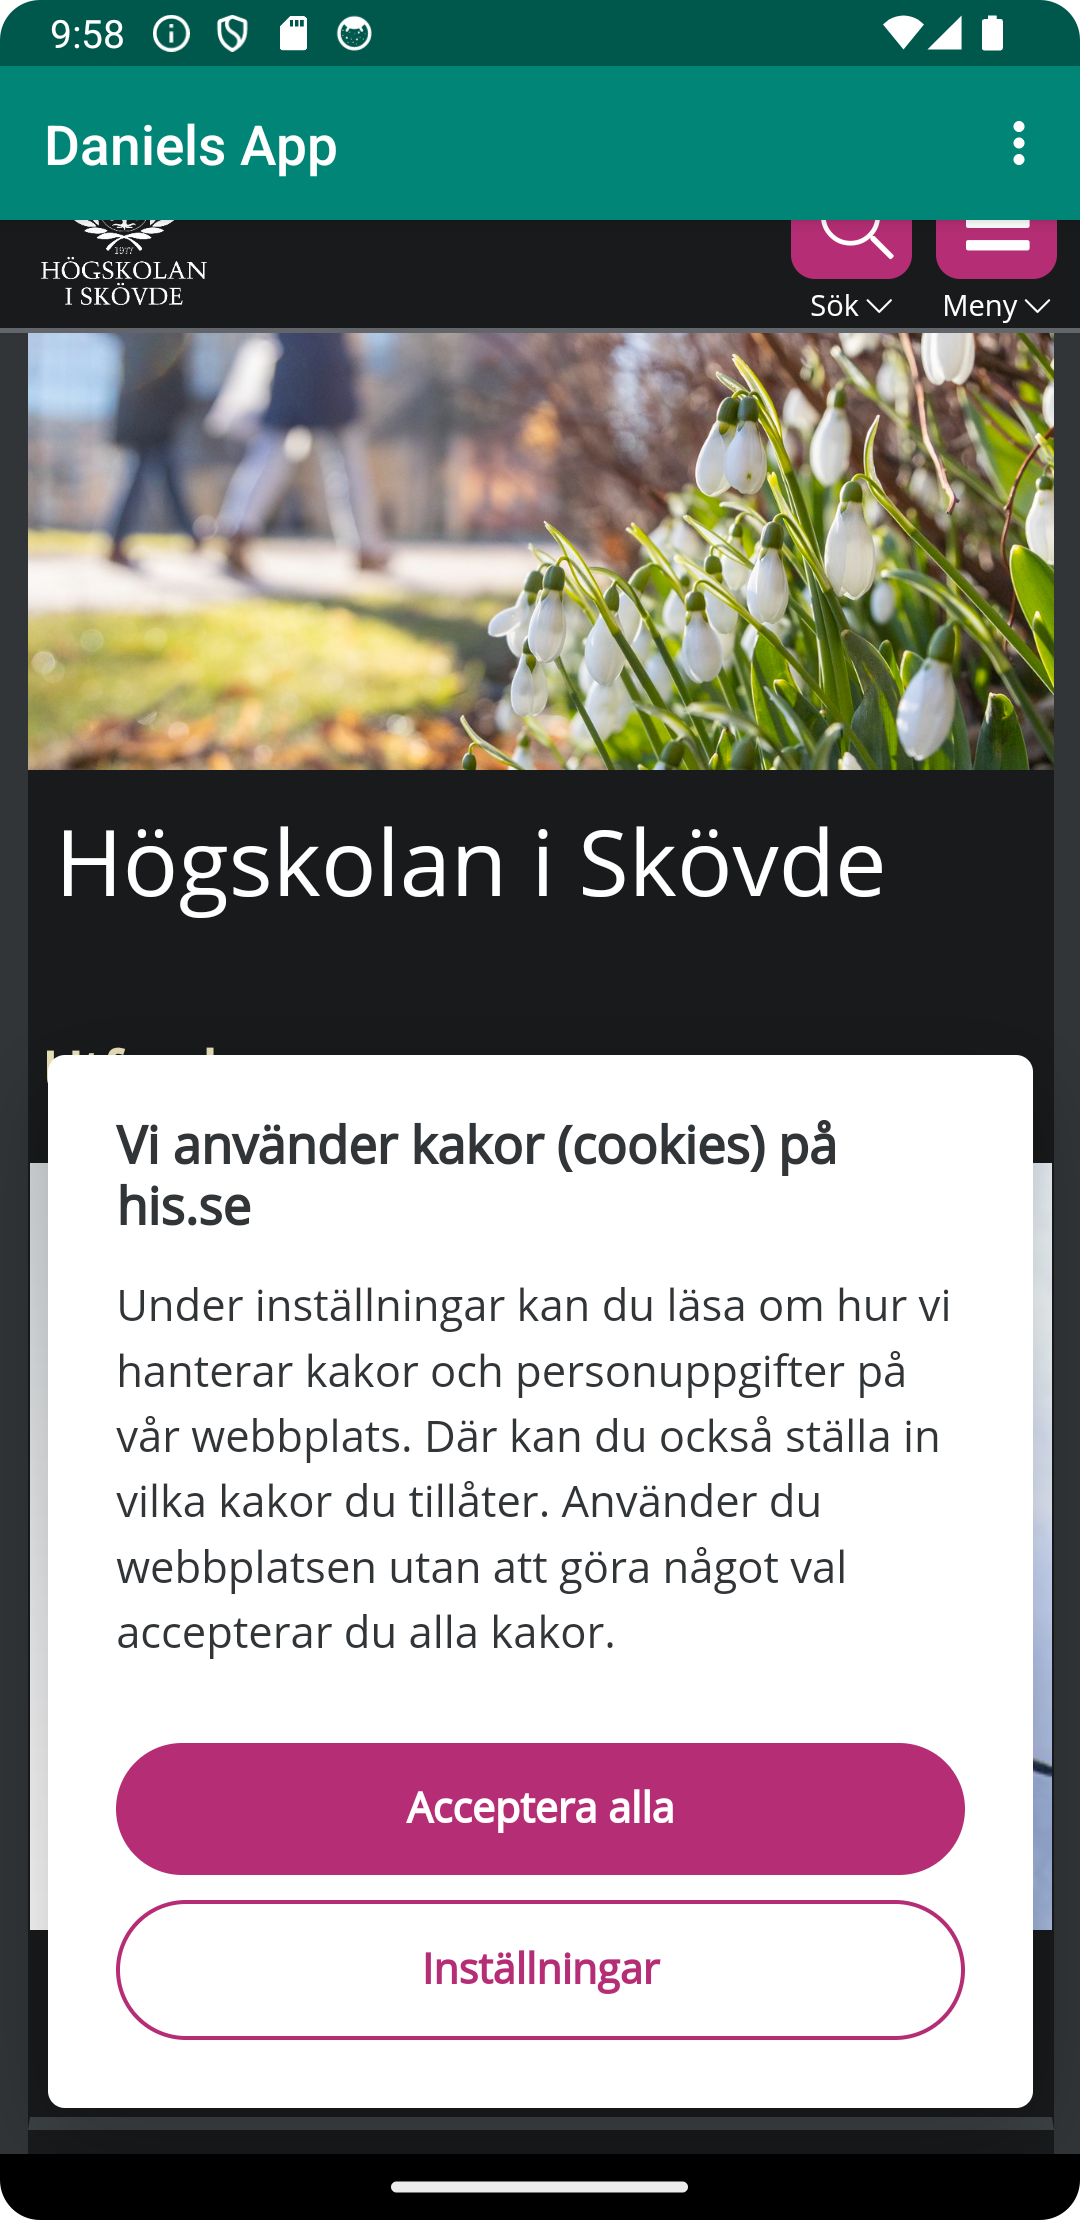 9:58
Daniels App
1977
HÖGSKOLAN
I SKÖVDE
Sök
Meny
Högskolan i Skövde
Vi använder kakor (cookies) på
his.se
Under inställningar kan du läsa om hur vi
hanterar kakor och personuppgifter på
vår webbplats. Där kan du också ställa in
vilka kakor du tillåter. Använder du
webbplatsen utan att göra något val
accepterar du alla kakor.
Acceptera alla
Inställningar